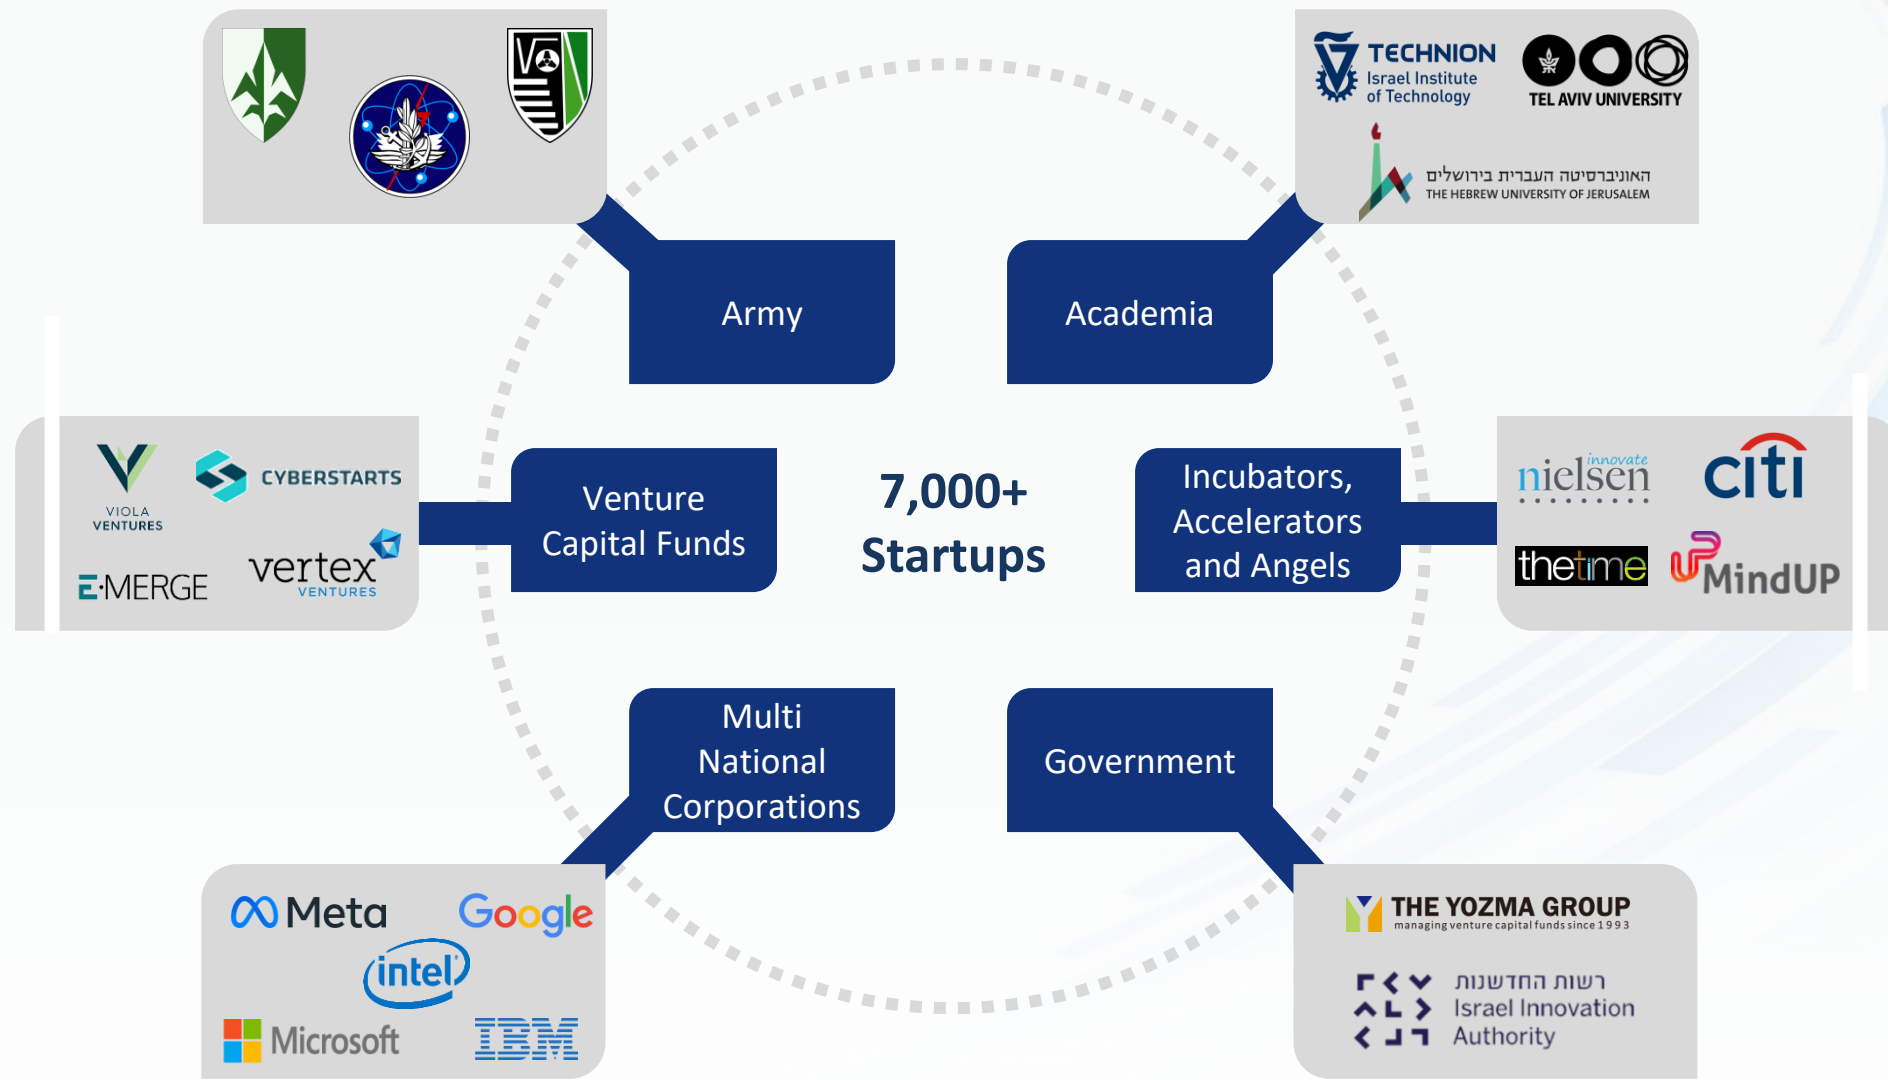 TECHNION
Israel Institute
of Technology
TEL AVIV UNIVERSITY
האוניברסיטה העברית בירושלים
THE HEBREW UNIVERSITY OF JERUSALEM
Army
Academia
VIOLA
VENTURES
CYBERSTARTS
E·MERGE
vertex
VENTURES
Venture
Capital Funds
7,000+
Startups
Incubators,
Accelerators
and Angels
innovate
nielsen
citi
thetime
UP
MindUP
Multi
National
Corporations
Government
Meta
Google
intel
Microsoft
IBM
THE YOZMA GROUP
managing venture capital funds since 1993
רשות החדשנות
Israel Innovation
Authority